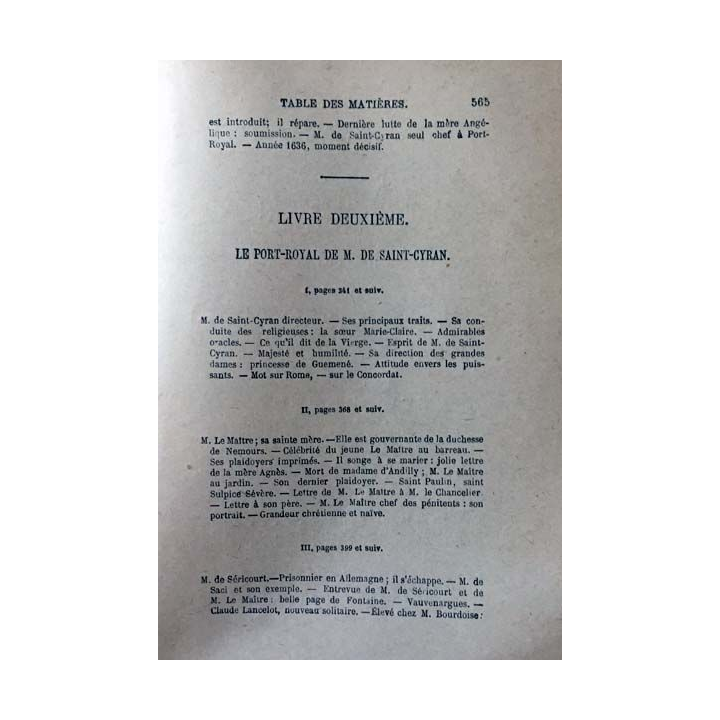 TABLE DES MATIÈRES. 565
est introduit; il répare. — Dernière lutte de la mère Angé-
lique : soumission. — M. de Saint-Cyran seul chef à Port-
Royal. — Année 1636, moment décisif.
LIVRE DEUXIÈME.
LE PORT-ROYAL DE M. DE SAINT-CYRAN.
I, pages 341 et suiv.
M. de Saint-Cyran directeur. — Ses principaux traits. — Sa con-
duite des religieuses : la sœur Marie-Claire. — Admirables
oracles. — Ce qu'il dit de la Vierge. — Esprit de M. de Saint-
Cyran. — Majesté et humilité. — Sa direction des grandes
dames : princesse de Guemené. — Attitude envers les puis-
sants. — Mot sur Rome, — sur le Concordat.
II, pages 368 et suiv.
M. Le Maître ; sa sainte mère. — Elle est gouvernante de la duchesse
de Nemours. — Célébrité du jeune Le Maître au barreau. —
Ses plaidoyers imprimés. — Il songe à se marier : jolie lettre
de la mère Agnès. — Mort de madame d'Andilly ; M. Le Maître
au jardin. — Son dernier plaidoyer. — Saint Paulin, saint
Sulpice Sévère. — Lettre de M. Le Maître à M. le Chancelier.
— Lettre à son père. — M. Le Maître chef des pénitents : son
portrait. — Grandeur chrétienne et naïve.
III, pages 399 et suiv.
M. de Séricourt. — Prisonnier en Allemagne ; il s'échappe. — M. de
Saci et son exemple. — Entrevue de M. de Séricourt et de
M. Le Maître : belle page de Fontaine. — Vauvenargues. —
Claude Lancelot, nouveau solitaire. — Élevé chez M. Bourdoise :